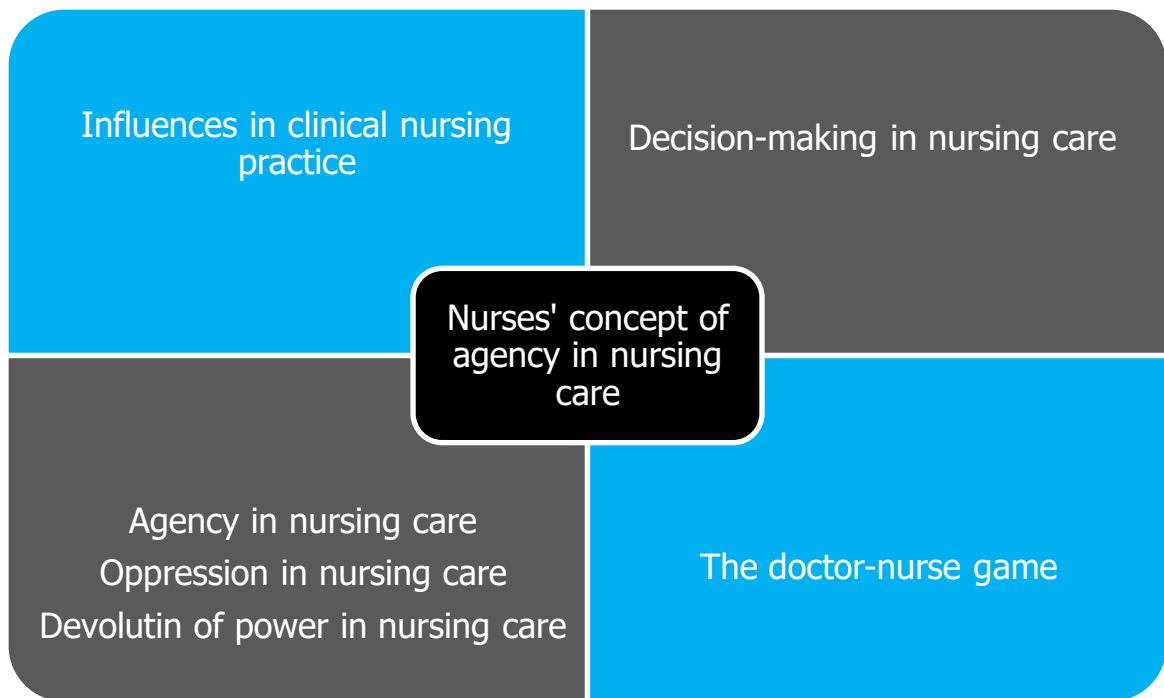 Influences in clinical nursing
practice
Decision-making in nursing care
Nurses' concept of
agency in nursing
care
Agency in nursing care
Oppression in nursing care
Devolutin of power in nursing care
The doctor-nurse game